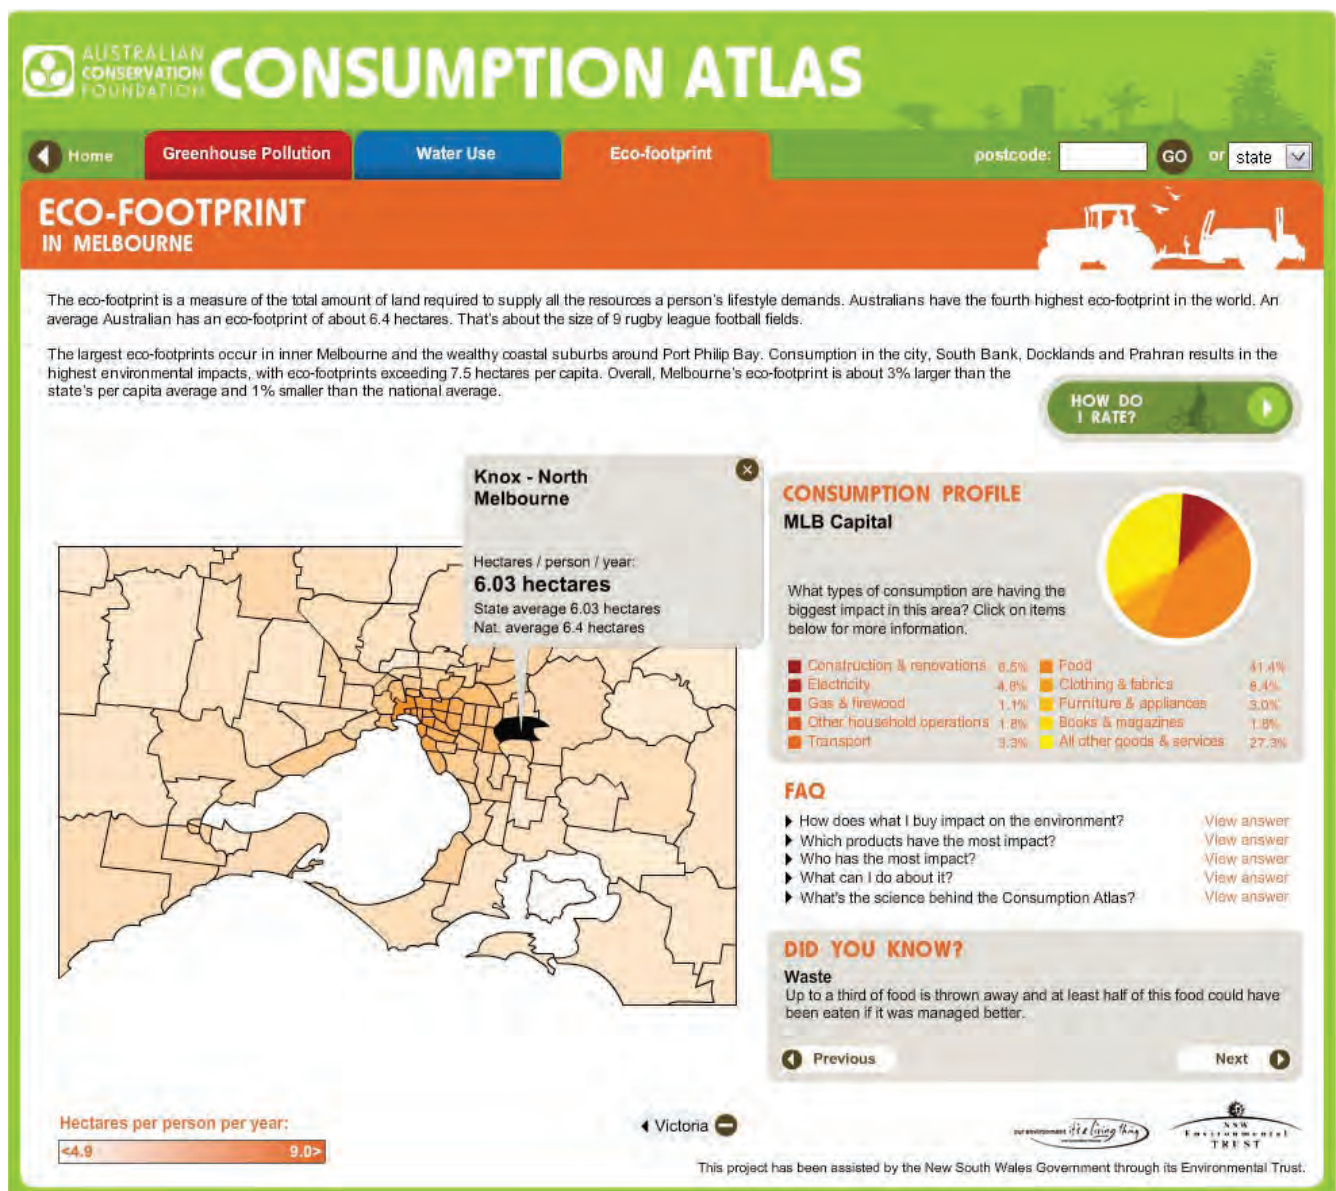 AUSTRALIAN
CONSERVATION
FOUNDATION
CONSUMPTION ATLAS
Home
Greenhouse Pollution
Water Use
Eco-footprint
postcode:
GO
or
state
ECO-FOOTPRINT
IN MELBOURNE
The eco-footprint is a measure of the total amount of land required to supply all the resources a person's lifestyle demands. Australians have the fourth highest eco-footprint in the world. An
average Australian has an eco-footprint of about 6.4 hectares. That's about the size of 9 rugby league football fields.
The largest eco-footprints occur in inner Melbourne and the wealthy coastal suburbs around Port Philip Bay. Consumption in the city, South Bank, Docklands and Prahran results in the
highest environmental impacts, with eco-footprints exceeding 7.5 hectares per capita. Overall, Melbourne's eco-footprint is about 3% larger than the
state's per capita average and 1% smaller than the national average.
HOW DO
I RATE?
Knox - North
Melbourne
Hectares / person / year:
6.03 hectares
State average 6.03 hectares
Nat. average 6.4 hectares
CONSUMPTION PROFILE
MLB Capital
What types of consumption are having the
biggest impact in this area? Click on items
below for more information.
Construction & renovations
Food 41.4%
Electricity 4.8%
Clothing & fabrics
Gas & firewood 1.1%
Furniture & appliances 3.0%
Other household operations 1.8%
Books & magazines 1.8%
Transport 3.3%
All other goods & services 27.3%
FAQ
How does what I buy impact on the environment? View answer
Which products have the most impact? View answer
Who has the most impact? View answer
What can I do about it? View answer
What's the science behind the Consumption Atlas? View answer
DID YOU KNOW?
Waste
Up to a third of food is thrown away and at least half of this food could have
been eaten if it was managed better.
Previous
Next
Hectares per person per year:
<4.9 9.0>
Victoria
our environment it's a living thing
NSW
Environmental
TRUST
This project has been assisted by the New South Wales Government through its Environmental Trust.